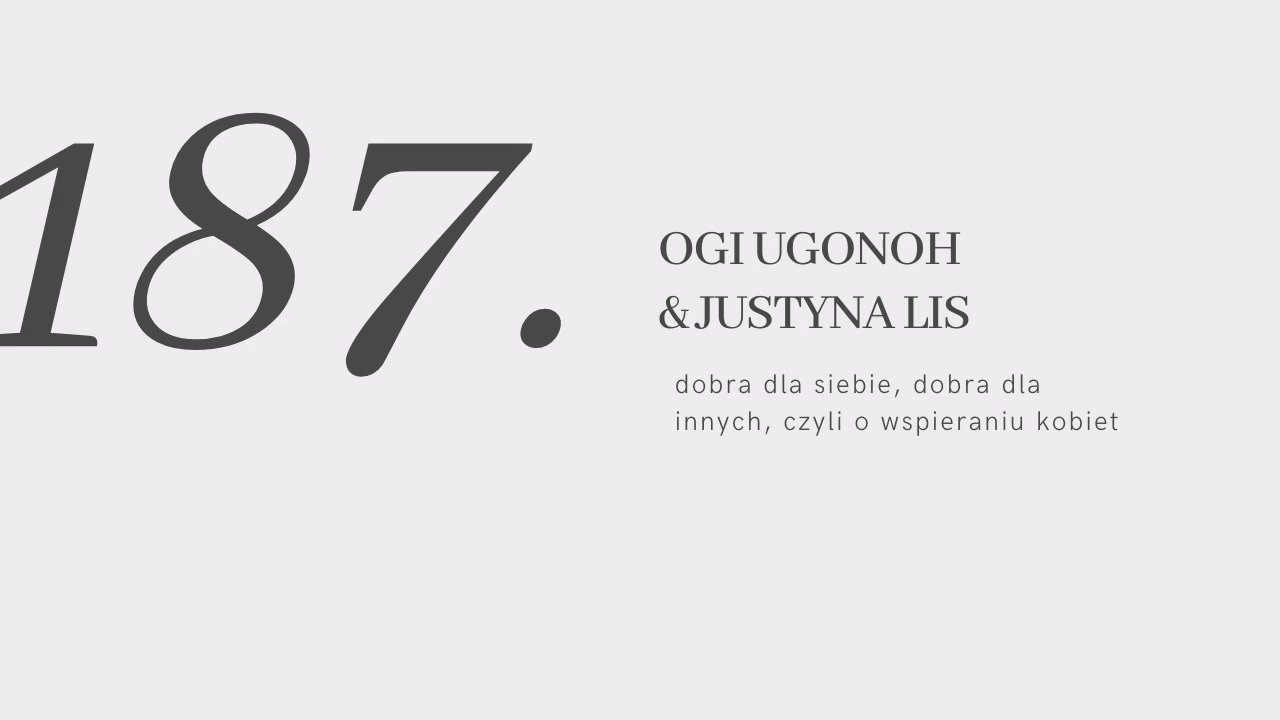 187.
OGI UGONOH
& JUSTYNA LIS
dobra dla siebie, dobra dla
innych, czyli o wspieraniu kobiet